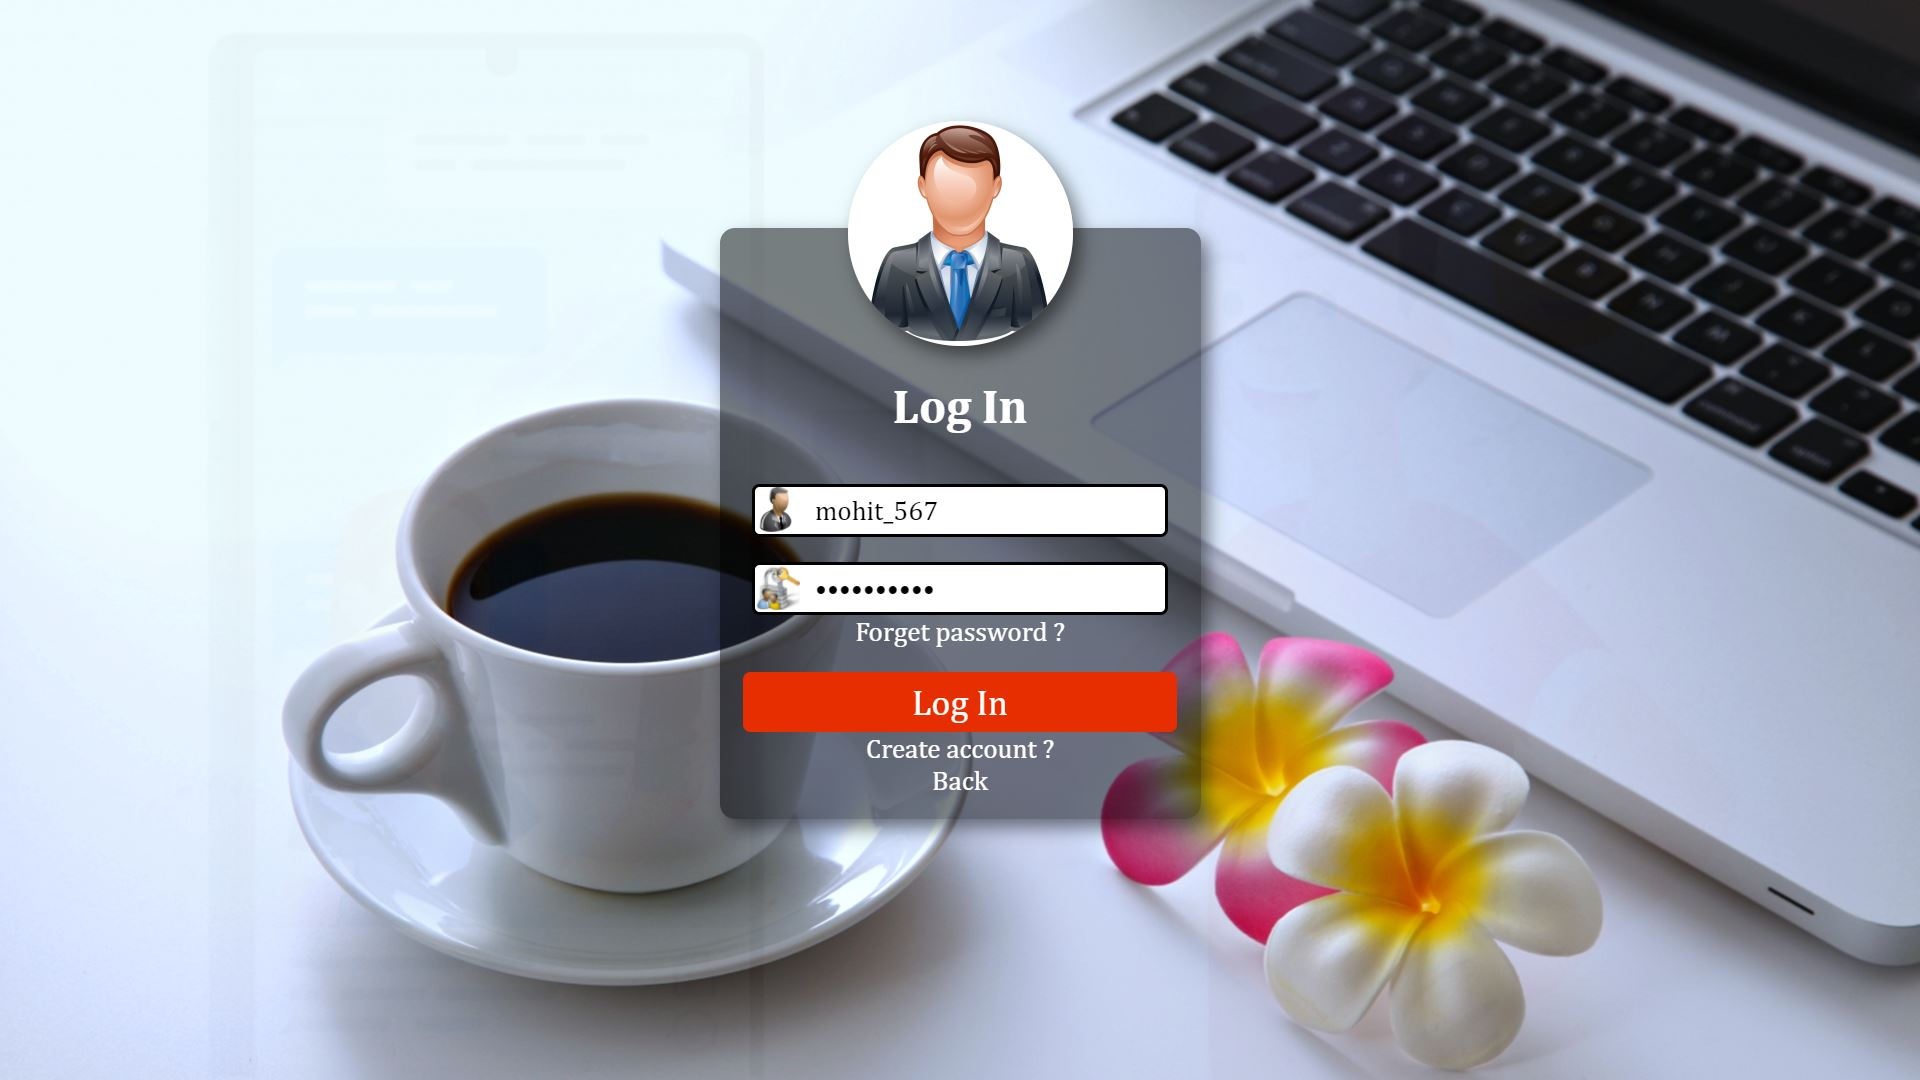 Log In
mohit_567
••••••••••
Forget password ?
Log In
Create account ?
Back